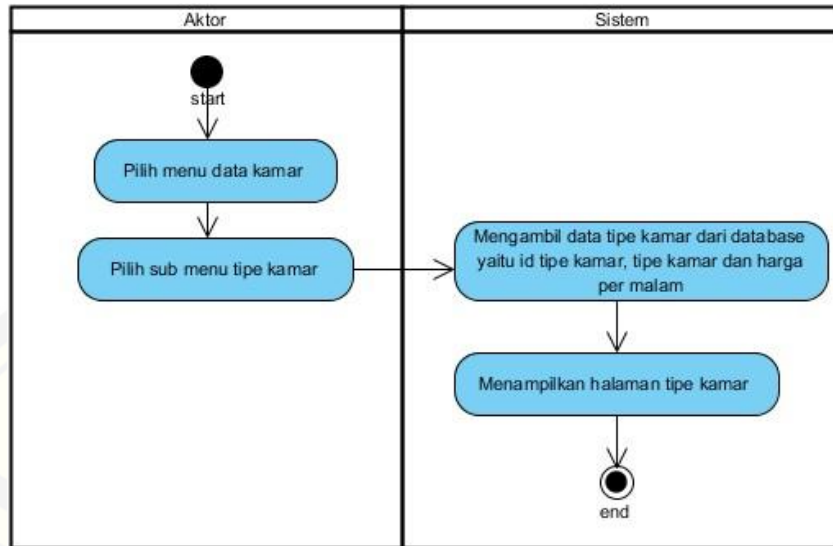 Aktor
Sistem
start
Pilih menu data kamar
Pilih sub menu tipe kamar
Mengambil data tipe kamar dari database
yaitu id tipe kamar, tipe kamar dan harga
per malam
Menampilkan halaman tipe kamar
end